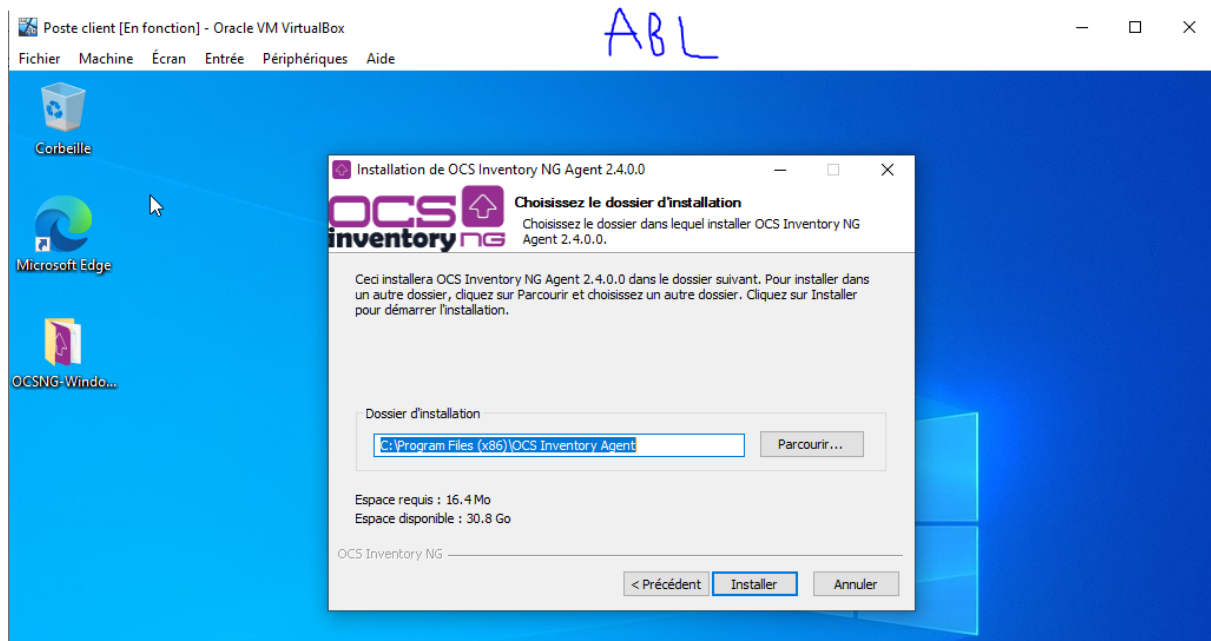 Poste client [En fonction] - Oracle VM VirtualBox
ABL
Fichier Machine Écran Entrée Périphériques Aide
Corbeille
Microsoft Edge
OCSNG-Windo...
Installation de OCS Inventory NG Agent 2.4.0.0
OCS
inventory NG
Choisissez le dossier d'installation
Choisissez le dossier dans lequel installer OCS Inventory NG
Agent 2.4.0.0.
Ceci installera OCS Inventory NG Agent 2.4.0.0 dans le dossier suivant. Pour installer dans
un autre dossier, cliquez sur Parcourir et choisissez un autre dossier. Cliquez sur Installer
pour démarrer l'installation.
Dossier d'installation
C:\Program Files (x86)\OCS Inventory Agent
Parcourir...
Espace requis : 16.4 Mo
Espace disponible : 30.8 Go
OCS Inventory NG
< Précédent Installer Annuler